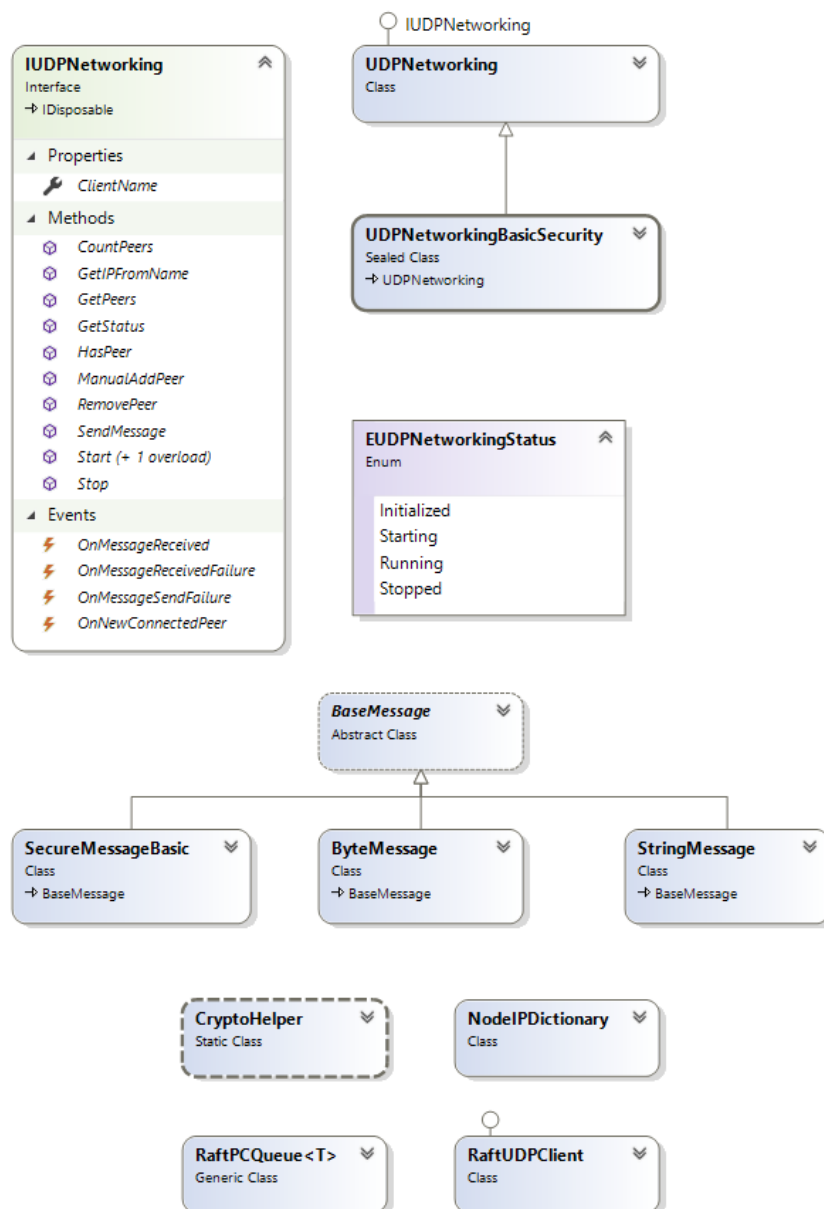 IUDPNetworking
IUDPNetworking
Interface
IDisposable
Properties
ClientName
Methods
CountPeers
GetIPFromName
GetPeers
GetStatus
HasPeer
ManualAddPeer
RemovePeer
SendMessage
Start (+ 1 overload)
Stop
Events
OnMessageReceived
OnMessageReceivedFailure
OnMessageSendFailure
OnNewConnectedPeer
UDPNetworking
Class
UDPNetworkingBasicSecurity
Sealed Class
UDPNetworking
EUDPNetworkingStatus
Enum
Initialized
Starting
Running
Stopped
BaseMessage
Abstract Class
SecureMessageBasic
Class
BaseMessage
ByteMessage
Class
BaseMessage
StringMessage
Class
BaseMessage
CryptoHelper
Static Class
NodeIPDictionary
Class
RaftPCQueue<T>
Generic Class
RaftUDPClient
Class